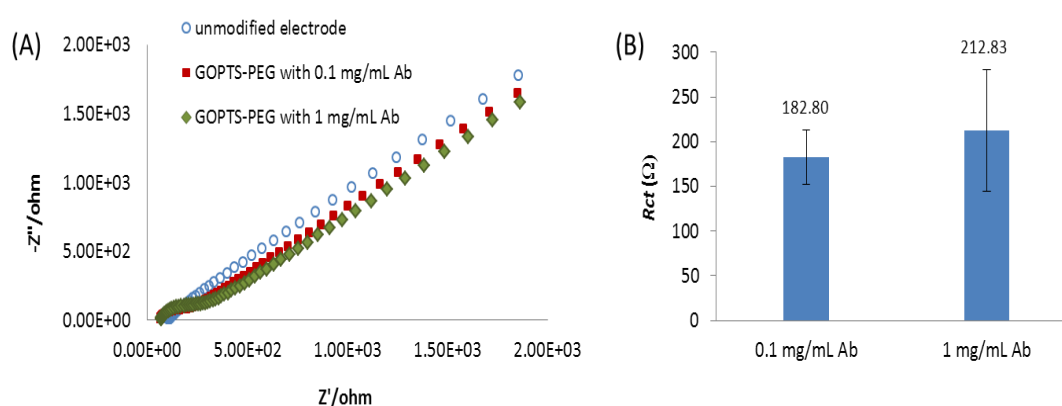 (A)
unmodified electrode
GOPTS-PEG with 0.1 mg/mL Ab
GOPTS-PEG with 1 mg/mL Ab
2.00E+03
1.50E+03
1.00E+03
5.00E+02
0.00E+00
-Z''/ohm
0.00E+00 5.00E+02 1.00E+03 1.50E+03 2.00E+03
Z'/ohm
(B)
300
250
200
150
100
50
0
Rct (Ω)
182.80
212.83
0.1 mg/mL Ab 1 mg/mL Ab